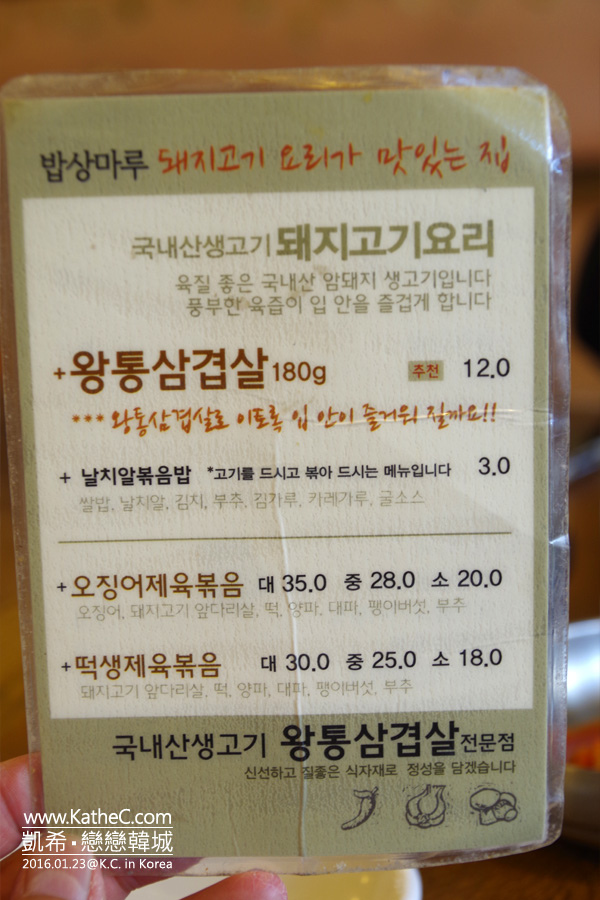 밥상마루 돼지고기 요리가 맛있는 집
국내산생고기 돼지고기요리
육질 좋은 국내산 암돼지 생고기입니다
풍부한 육즙이 입 안을 즐겁게 합니다
+왕통삼겹살 180g 추천 12.0
••• 왕통삼겹살로 이토록 입 안이 즐거워 질까요!!
+ 날치알볶음밥 *고기를 드시고 볶아 드시는 메뉴입니다 3.0
쌀밥, 날치알, 김치, 부추, 김가루, 카레가루, 굴소스
+오징어제육볶음 대 35.0 중 28.0 소 20.0
오징어, 돼지고기 앞다리살, 떡, 양파, 대파, 팽이버섯, 부추
+떡생제육볶음 대 30.0 중 25.0 소 18.0
돼지고기 앞다리살, 떡, 양파, 대파, 팽이버섯, 부추
국내산생고기 왕통삼겹살전문점
신선하고 질좋은 식자재로 정성을 담겠습니다
www.KatheC.com
凱希·戀戀韓城
2016.01.23@K.C. in Korea